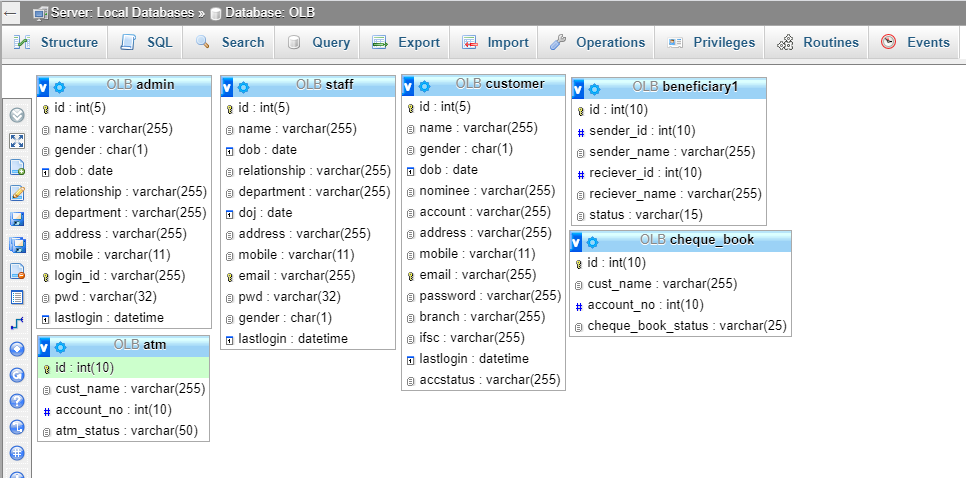 Server: Local Databases » Database: OLB
Structure SQL Search Query Export Import Operations Privileges Routines Events
OLB admin
id : int(5)
name : varchar(255)
gender : char(1)
dob : date
relationship : varchar(255)
department : varchar(255)
address : varchar(255)
mobile : varchar(11)
login_id : varchar(255)
pwd : varchar(32)
lastlogin : datetime
OLB atm
id : int(10)
cust_name : varchar(255)
account_no : int(10)
atm_status : varchar(50)
OLB staff
id : int(5)
name : varchar(255)
dob : date
relationship : varchar(255)
department : varchar(255)
doj : date
address : varchar(255)
mobile : varchar(11)
email : varchar(255)
pwd : varchar(32)
gender : char(1)
lastlogin : datetime
OLB customer
id : int(5)
name : varchar(255)
gender : char(1)
dob : date
nominee : varchar(255)
account : varchar(255)
address : varchar(255)
mobile : varchar(11)
email : varchar(255)
password : varchar(255)
branch : varchar(255)
ifsc : varchar(255)
lastlogin : datetime
accstatus : varchar(255)
OLB beneficiary1
id : int(10)
sender_id : int(10)
sender_name : varchar(255)
reciever_id : int(10)
reciever_name : varchar(255)
status : varchar(15)
OLB cheque_book
id : int(10)
cust_name : varchar(255)
account_no : int(10)
cheque_book_status : varchar(25)